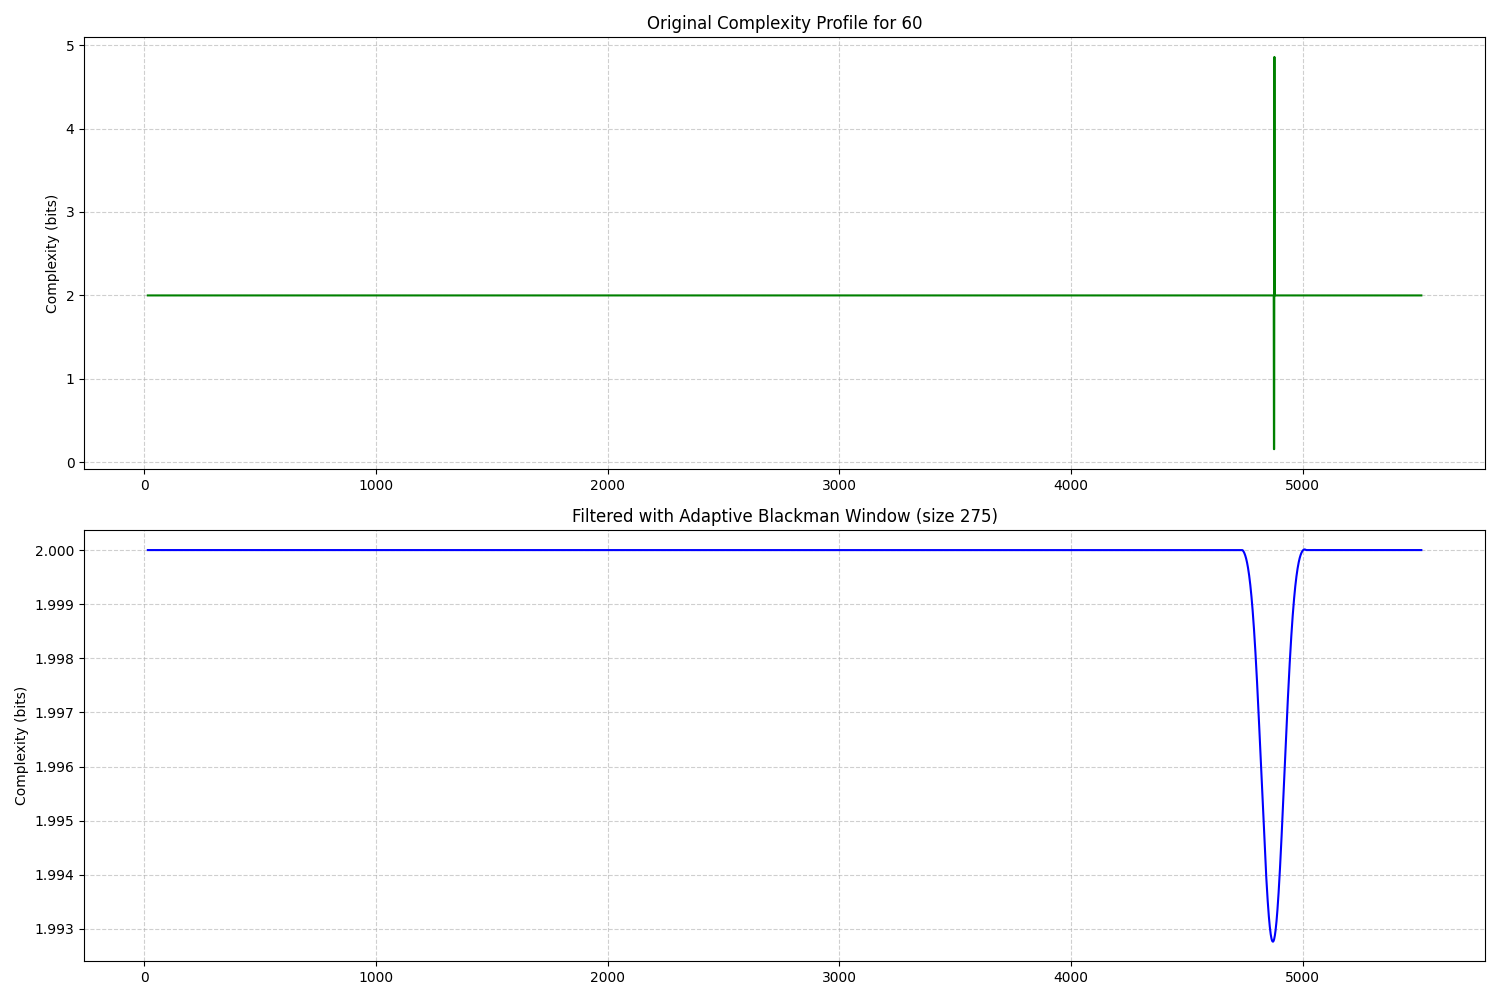 Original Complexity Profile for 60
Complexity (bits)
5
4
3
2
1
0
0 1000 2000 3000 4000 5000
Filtered with Adaptive Blackman Window (size 275)
Complexity (bits)
2.000
1.999
1.998
1.997
1.996
1.995
1.994
1.993
0 1000 2000 3000 4000 5000